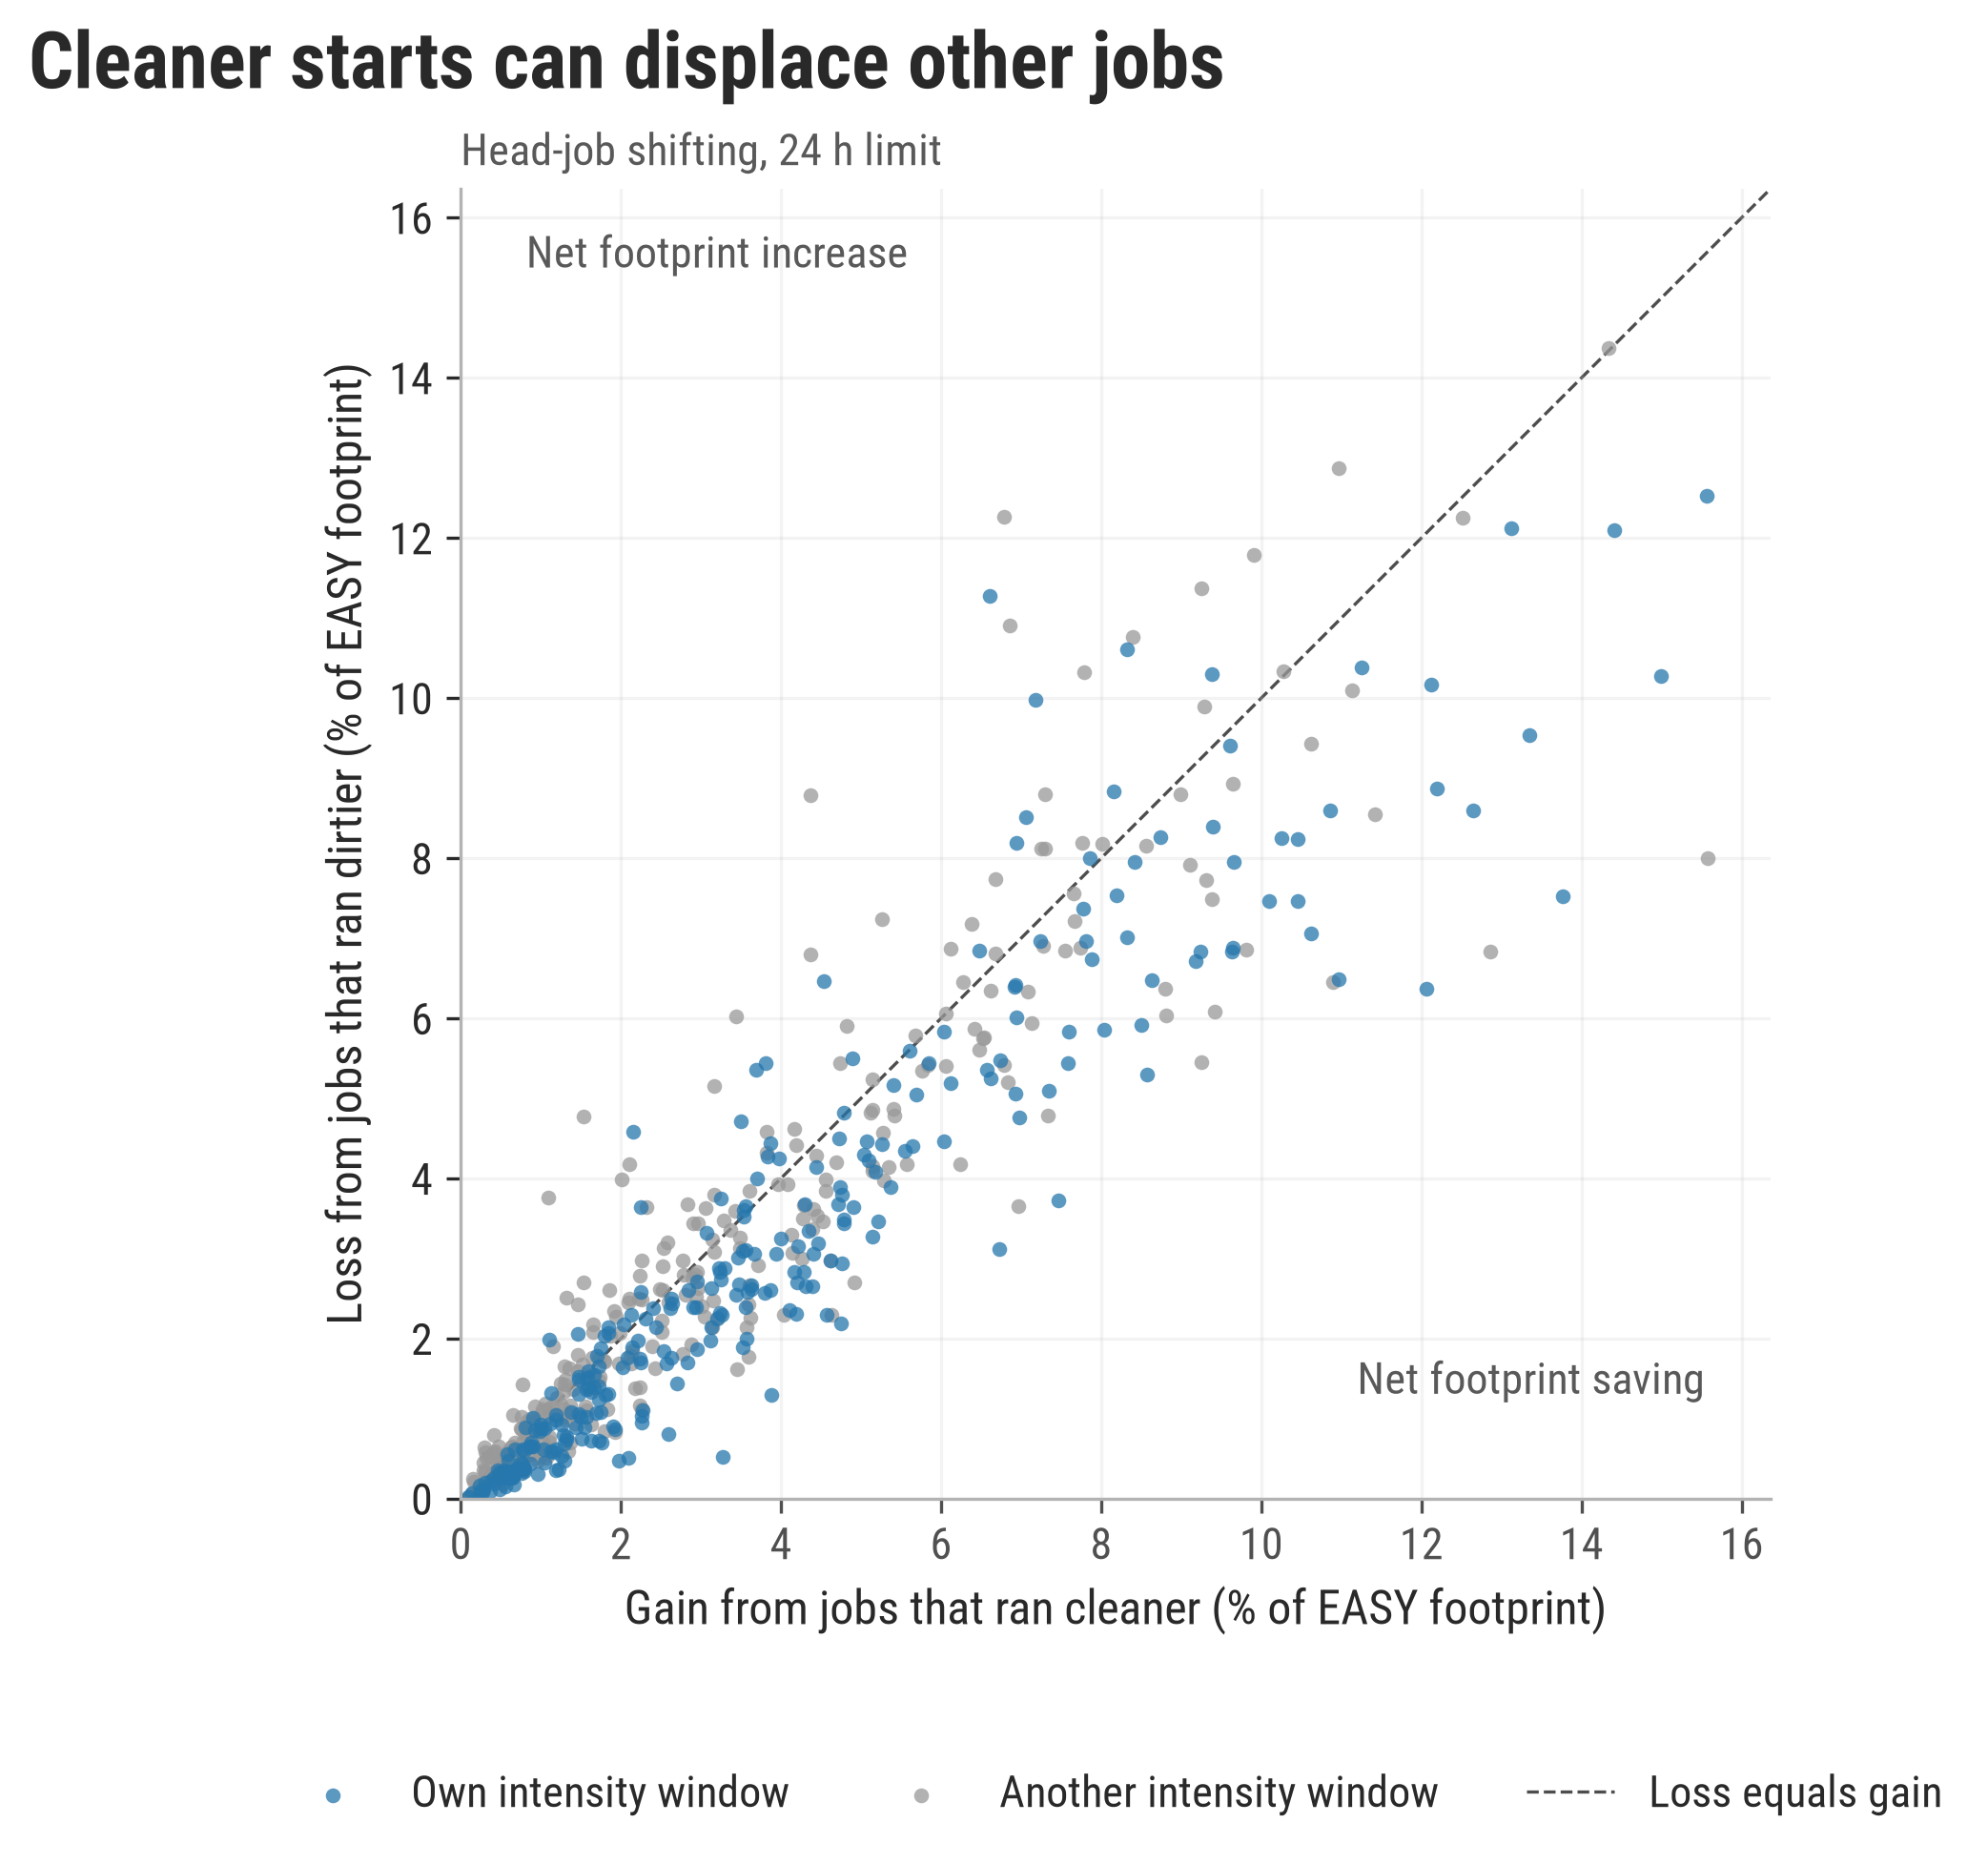 Cleaner starts can displace other jobs
Head-job shifting, 24 h limit
Net footprint increase
16
14
12
10
8
6
4
2
0
Loss from jobs that ran dirtier (% of EASY footprint)
Net footprint saving
0 2 4 6 8 10 12 14 16
Gain from jobs that ran cleaner (% of EASY footprint)
Own intensity window Another intensity window Loss equals gain